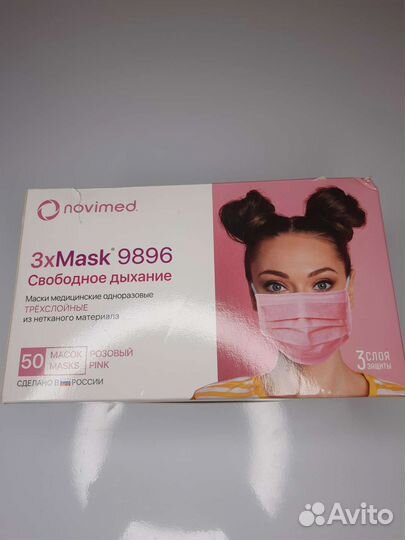 novimed.
3xMask® 9896
Свободное дыхание
Маски медицинские одноразовые
ТРЁХСЛОЙНЫЕ
из нетканого материала
50 МАСОК MASKS РОЗОВЫЙ PINK
СДЕЛАНО В РОССИИ
3 СЛОЯ ЗАЩИТЫ
Avito